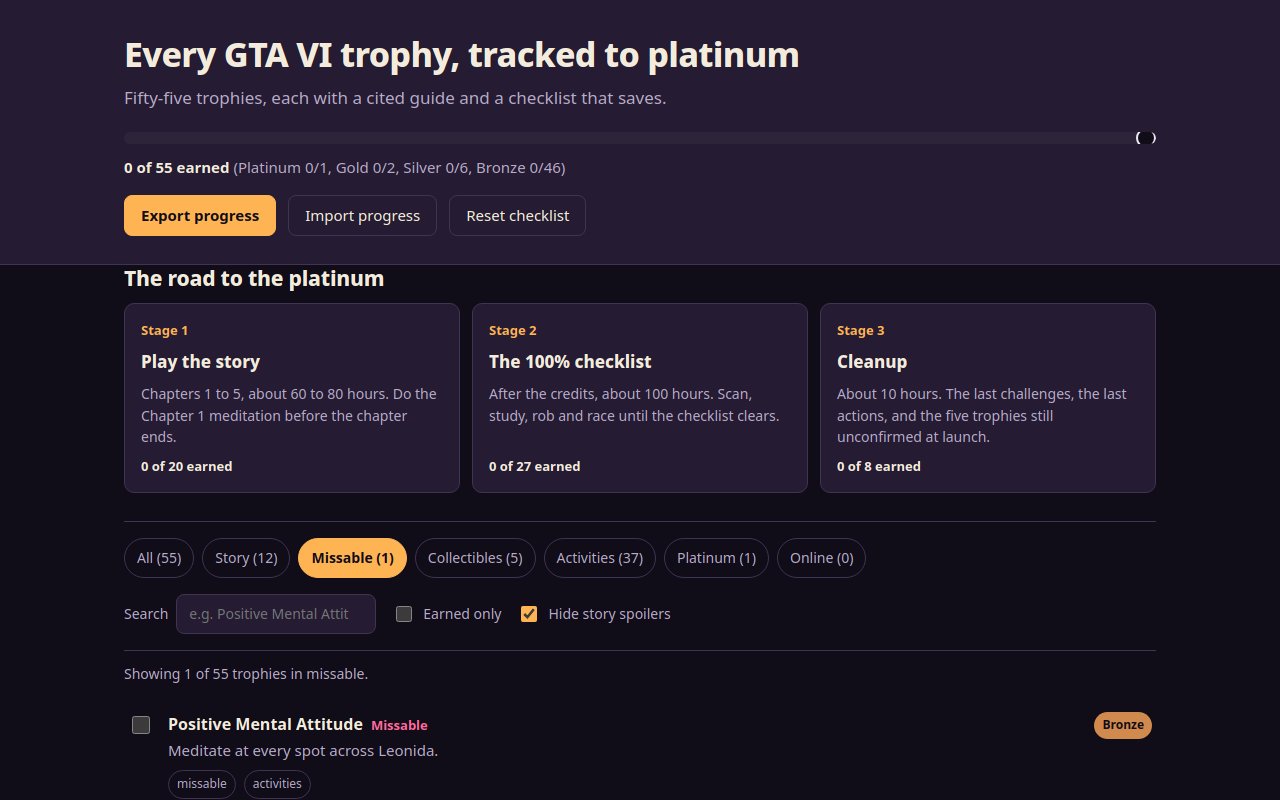 Every GTA VI trophy, tracked to platinum
Fifty-five trophies, each with a cited guide and a checklist that saves.
0 of 55 earned (Platinum 0/1, Gold 0/2, Silver 0/6, Bronze 0/46)
Export progress
Import progress
Reset checklist
The road to the platinum
Stage 1
Play the story
Chapters 1 to 5, about 60 to 80 hours. Do the
Chapter 1 meditation before the chapter
ends.
0 of 20 earned
Stage 2
The 100% checklist
After the credits, about 100 hours. Scan,
study, rob and race until the checklist clears.
0 of 27 earned
Stage 3
Cleanup
About 10 hours. The last challenges, the last
actions, and the five trophies still
unconfirmed at launch.
0 of 8 earned
All (55)
Story (12)
Missable (1)
Collectibles (5)
Activities (37)
Platinum (1)
Online (0)
Search
e.g. Positive Mental Attit
Earned only
Hide story spoilers
Showing 1 of 55 trophies in missable.
Positive Mental Attitude Missable
Bronze
Meditate at every spot across Leonida.
missable
activities